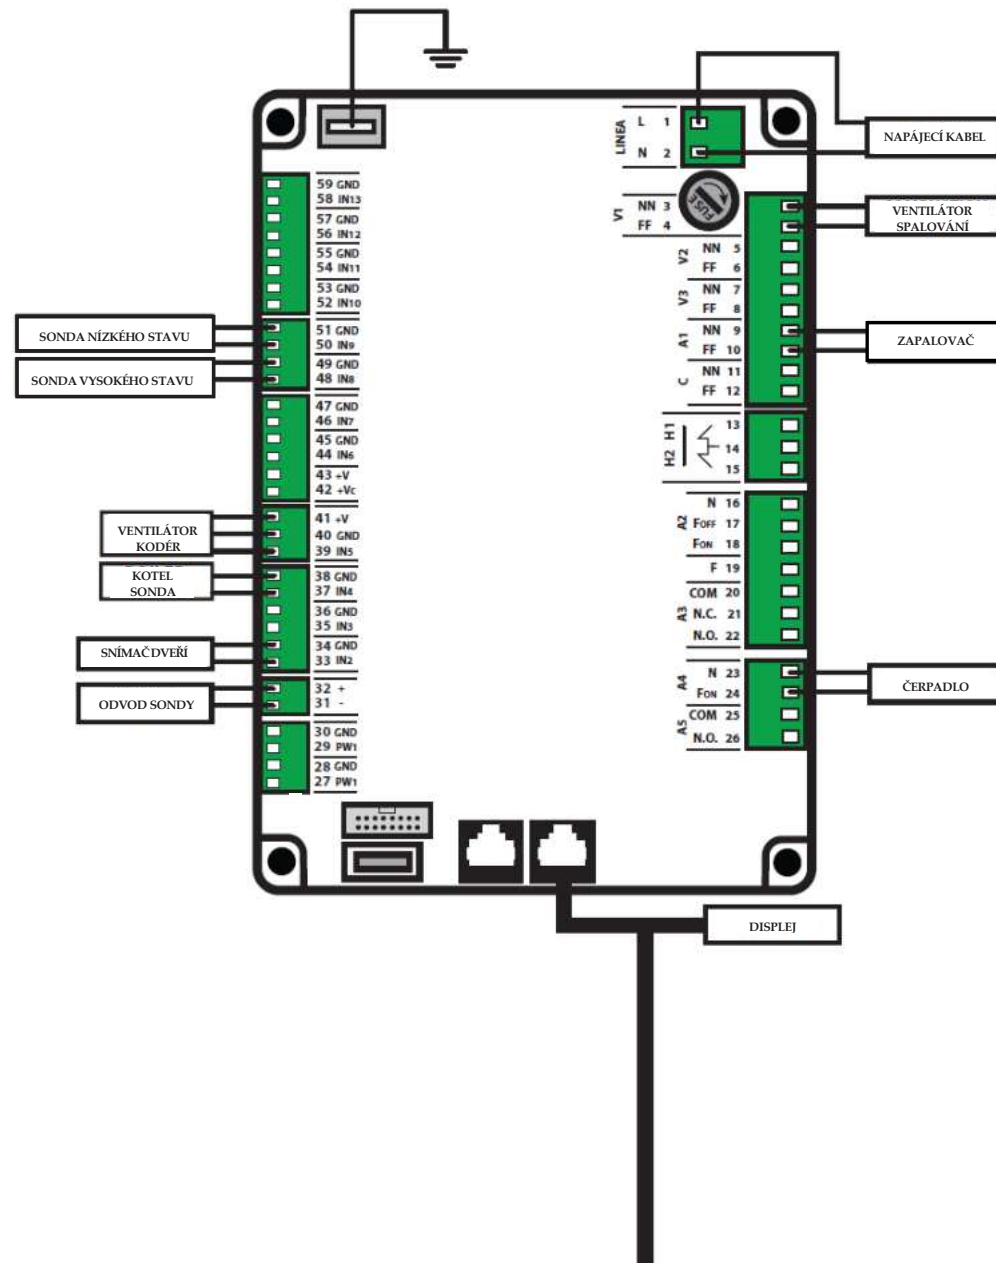 NAPÁJECÍ KABEL
VENTILÁTOR
SPALOVÁNÍ
ZAPALOVAČ
ČERPADLO
DISPLEJ
SONDA NÍZKÉHO STAVU
SONDA VYSOKÉHO STAVU
VENTILÁTOR
KODÉR
KOTEL
SONDA
SNÍMAČ DVEŘÍ
ODVOD SONDY
59 GND
58 IN13
57 GND
56 IN12
55 GND
54 IN11
53 GND
52 IN10
51 GND
50 IN9
49 GND
48 IN8
47 GND
46 IN7
45 GND
44 IN6
43 +V
42 +Vc
41 +V
40 GND
39 IN5
38 GND
37 IN4
36 GND
35 IN3
34 GND
33 IN2
32 +
31 -
30 GND
29 PW1
28 GND
27 PW1
LINEA
L 1
N 2
FUSE
V1
NN 3
FF 4
V2
NN 5
FF 6
V3
NN 7
FF 8
A1
NN 9
FF 10
C
NN 11
FF 12
H2 H1
13
14
15
A2
N 16
FOFF 17
FON 18
F 19
A3
COM 20
N.C. 21
N.O. 22
A4
N 23
FON 24
A5
COM 25
N.O. 26